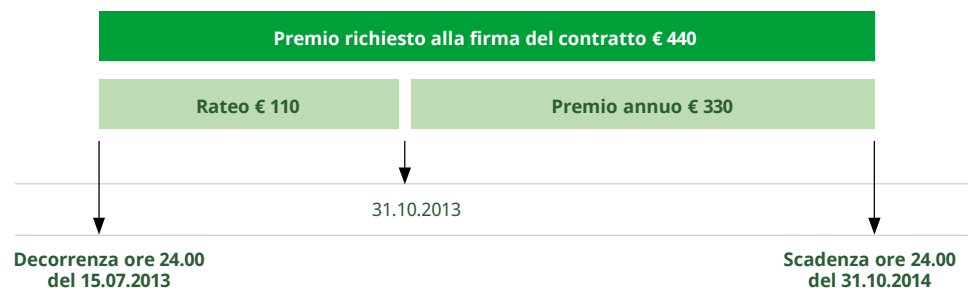 Premio richiesto alla firma del contratto € 440
Rateo € 110
Premio annuo € 330
31.10.2013
Decorrenza ore 24.00
del 15.07.2013
Scadenza ore 24.00
del 31.10.2014